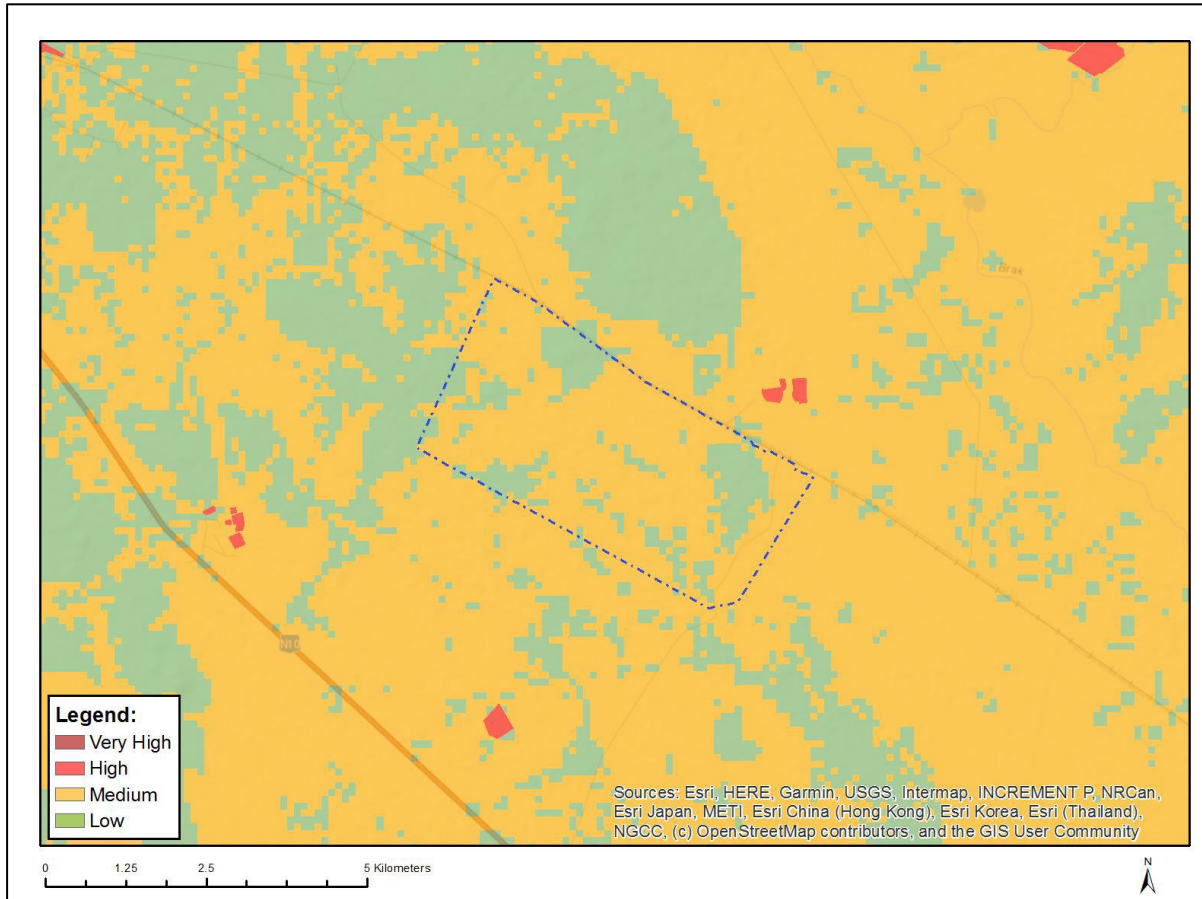 Brak
N10
Legend:
Very High
High
Medium
Low
Sources: Esri, HERE, Garmin, USGS, Intermap, INCREMENT P, NRCan,
Esri Japan, METI, Esri China (Hong Kong), Esri Korea, Esri (Thailand),
NGCC, (c) OpenStreetMap contributors, and the GIS User Community
0 1.25 2.5 5 Kilometers
N